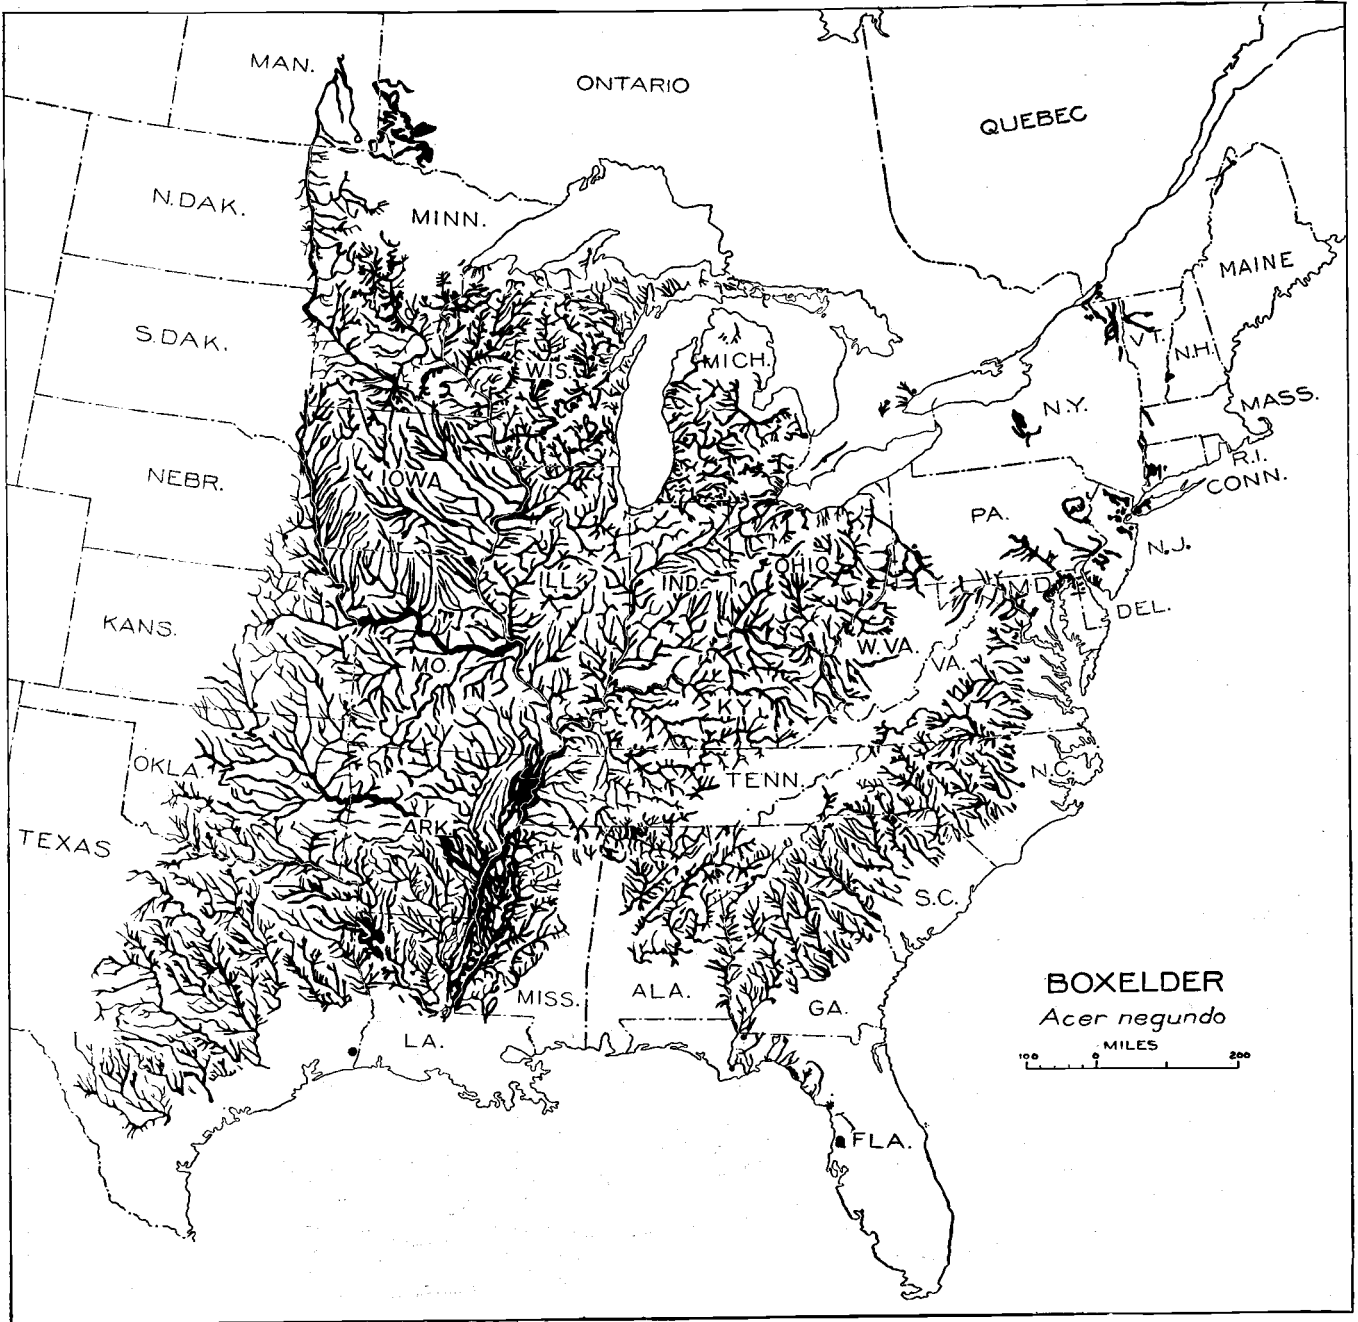 MAN.
ONTARIO
QUEBEC
N.DAK.
MINN.
MAINE
S.DAK.
WIS.
MICH.
VT.
N.H.
N.Y.
MASS.
NEBR.
IOWA
R.I.
CONN.
PA.
N.J.
ILL.
IND.
OHIO
MD.
DEL.
KANS.
MO.
W.VA.
VA.
KY.
OKLA.
TENN.
N.C.
TEXAS
ARK.
S.C.
MISS.
ALA.
GA.
LA.
FLA.
BOXELDER
Acer negundo
MILES
100 0 200